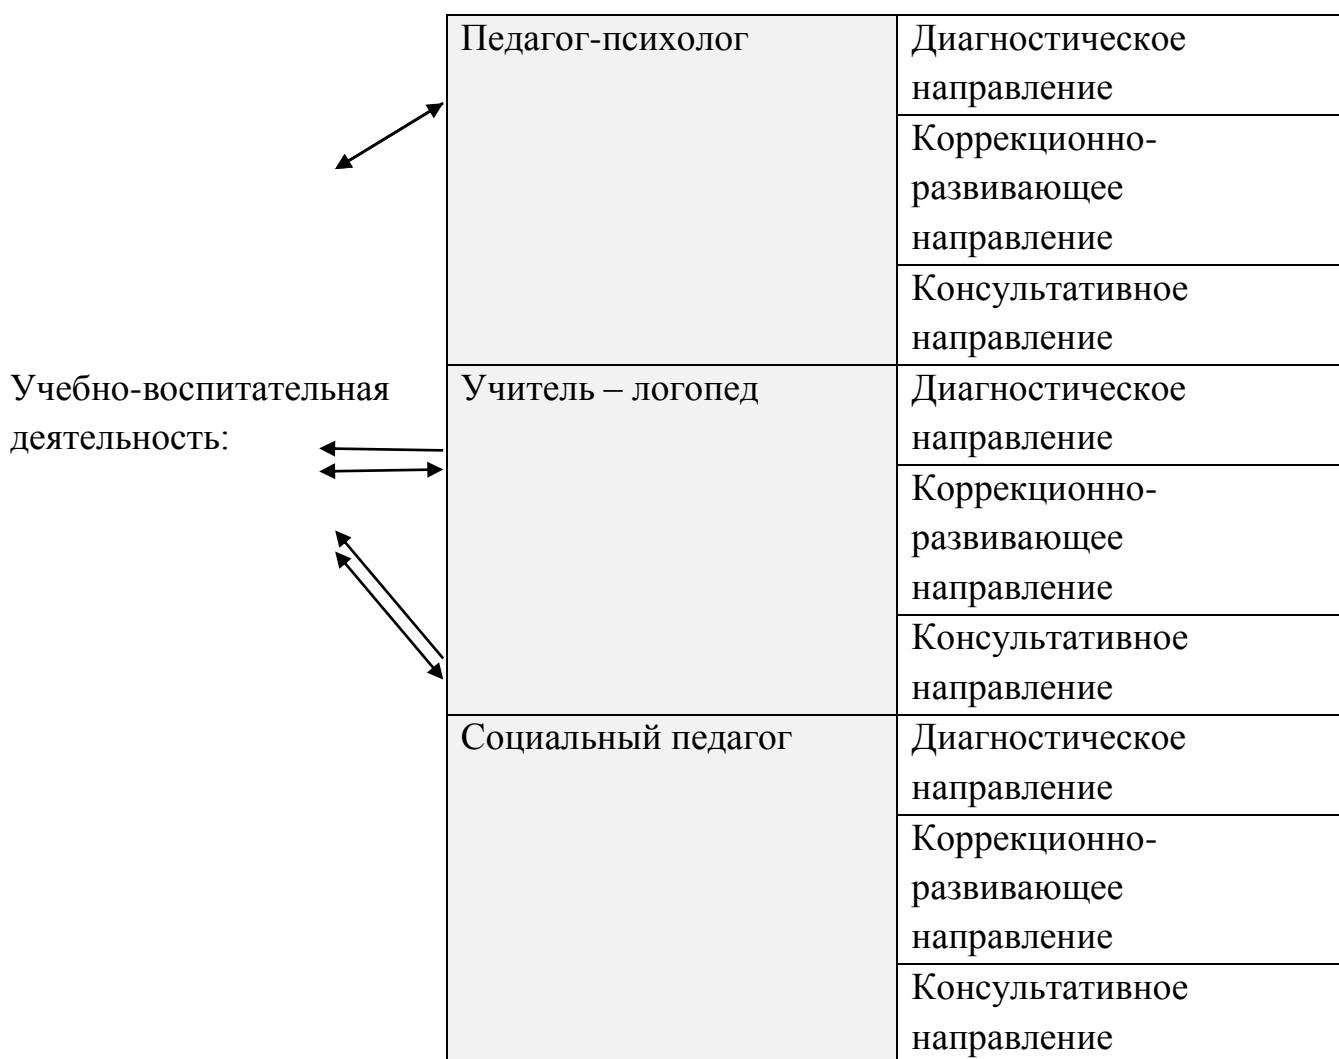 Педагог-психолог
Диагностическое
направление
Коррекционно-
развивающее
направление
Консультативное
направление
Учебно-воспитательная
деятельность:
Учитель – логопед
Диагностическое
направление
Коррекционно-
развивающее
направление
Консультативное
направление
Социальный педагог
Диагностическое
направление
Коррекционно-
развивающее
направление
Консультативное
направление